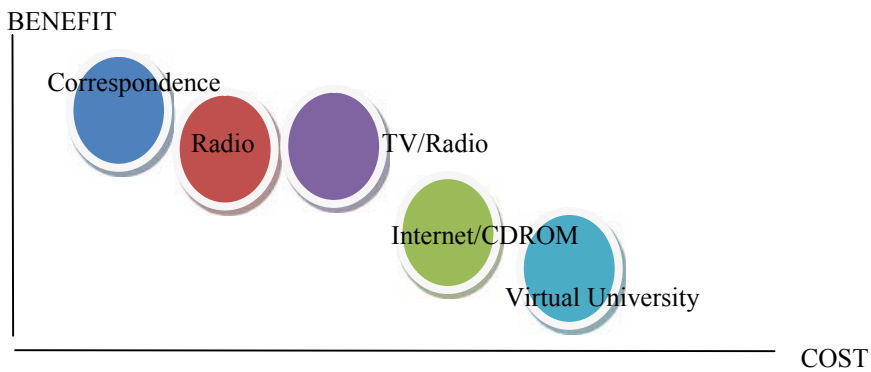 BENEFIT
Correspondence
Radio
TV/Radio
Internet/CDROM
Virtual University
COST